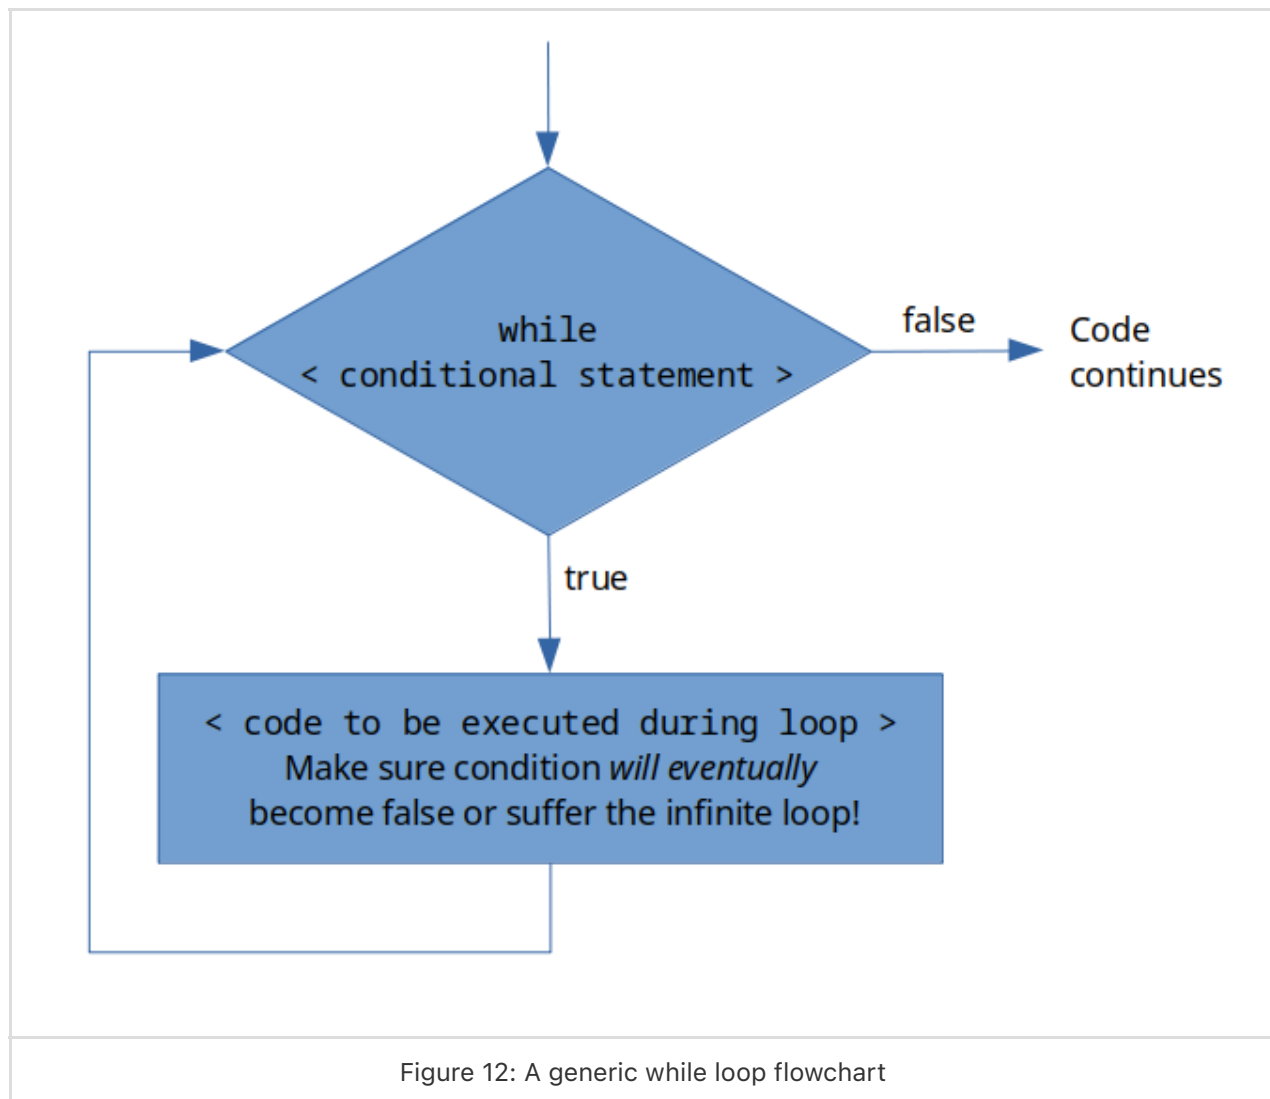 while
< conditional statement >
false
Code
continues
true
< code to be executed during loop >
Make sure condition will eventually
become false or suffer the infinite loop!
Figure 12: A generic while loop flowchart